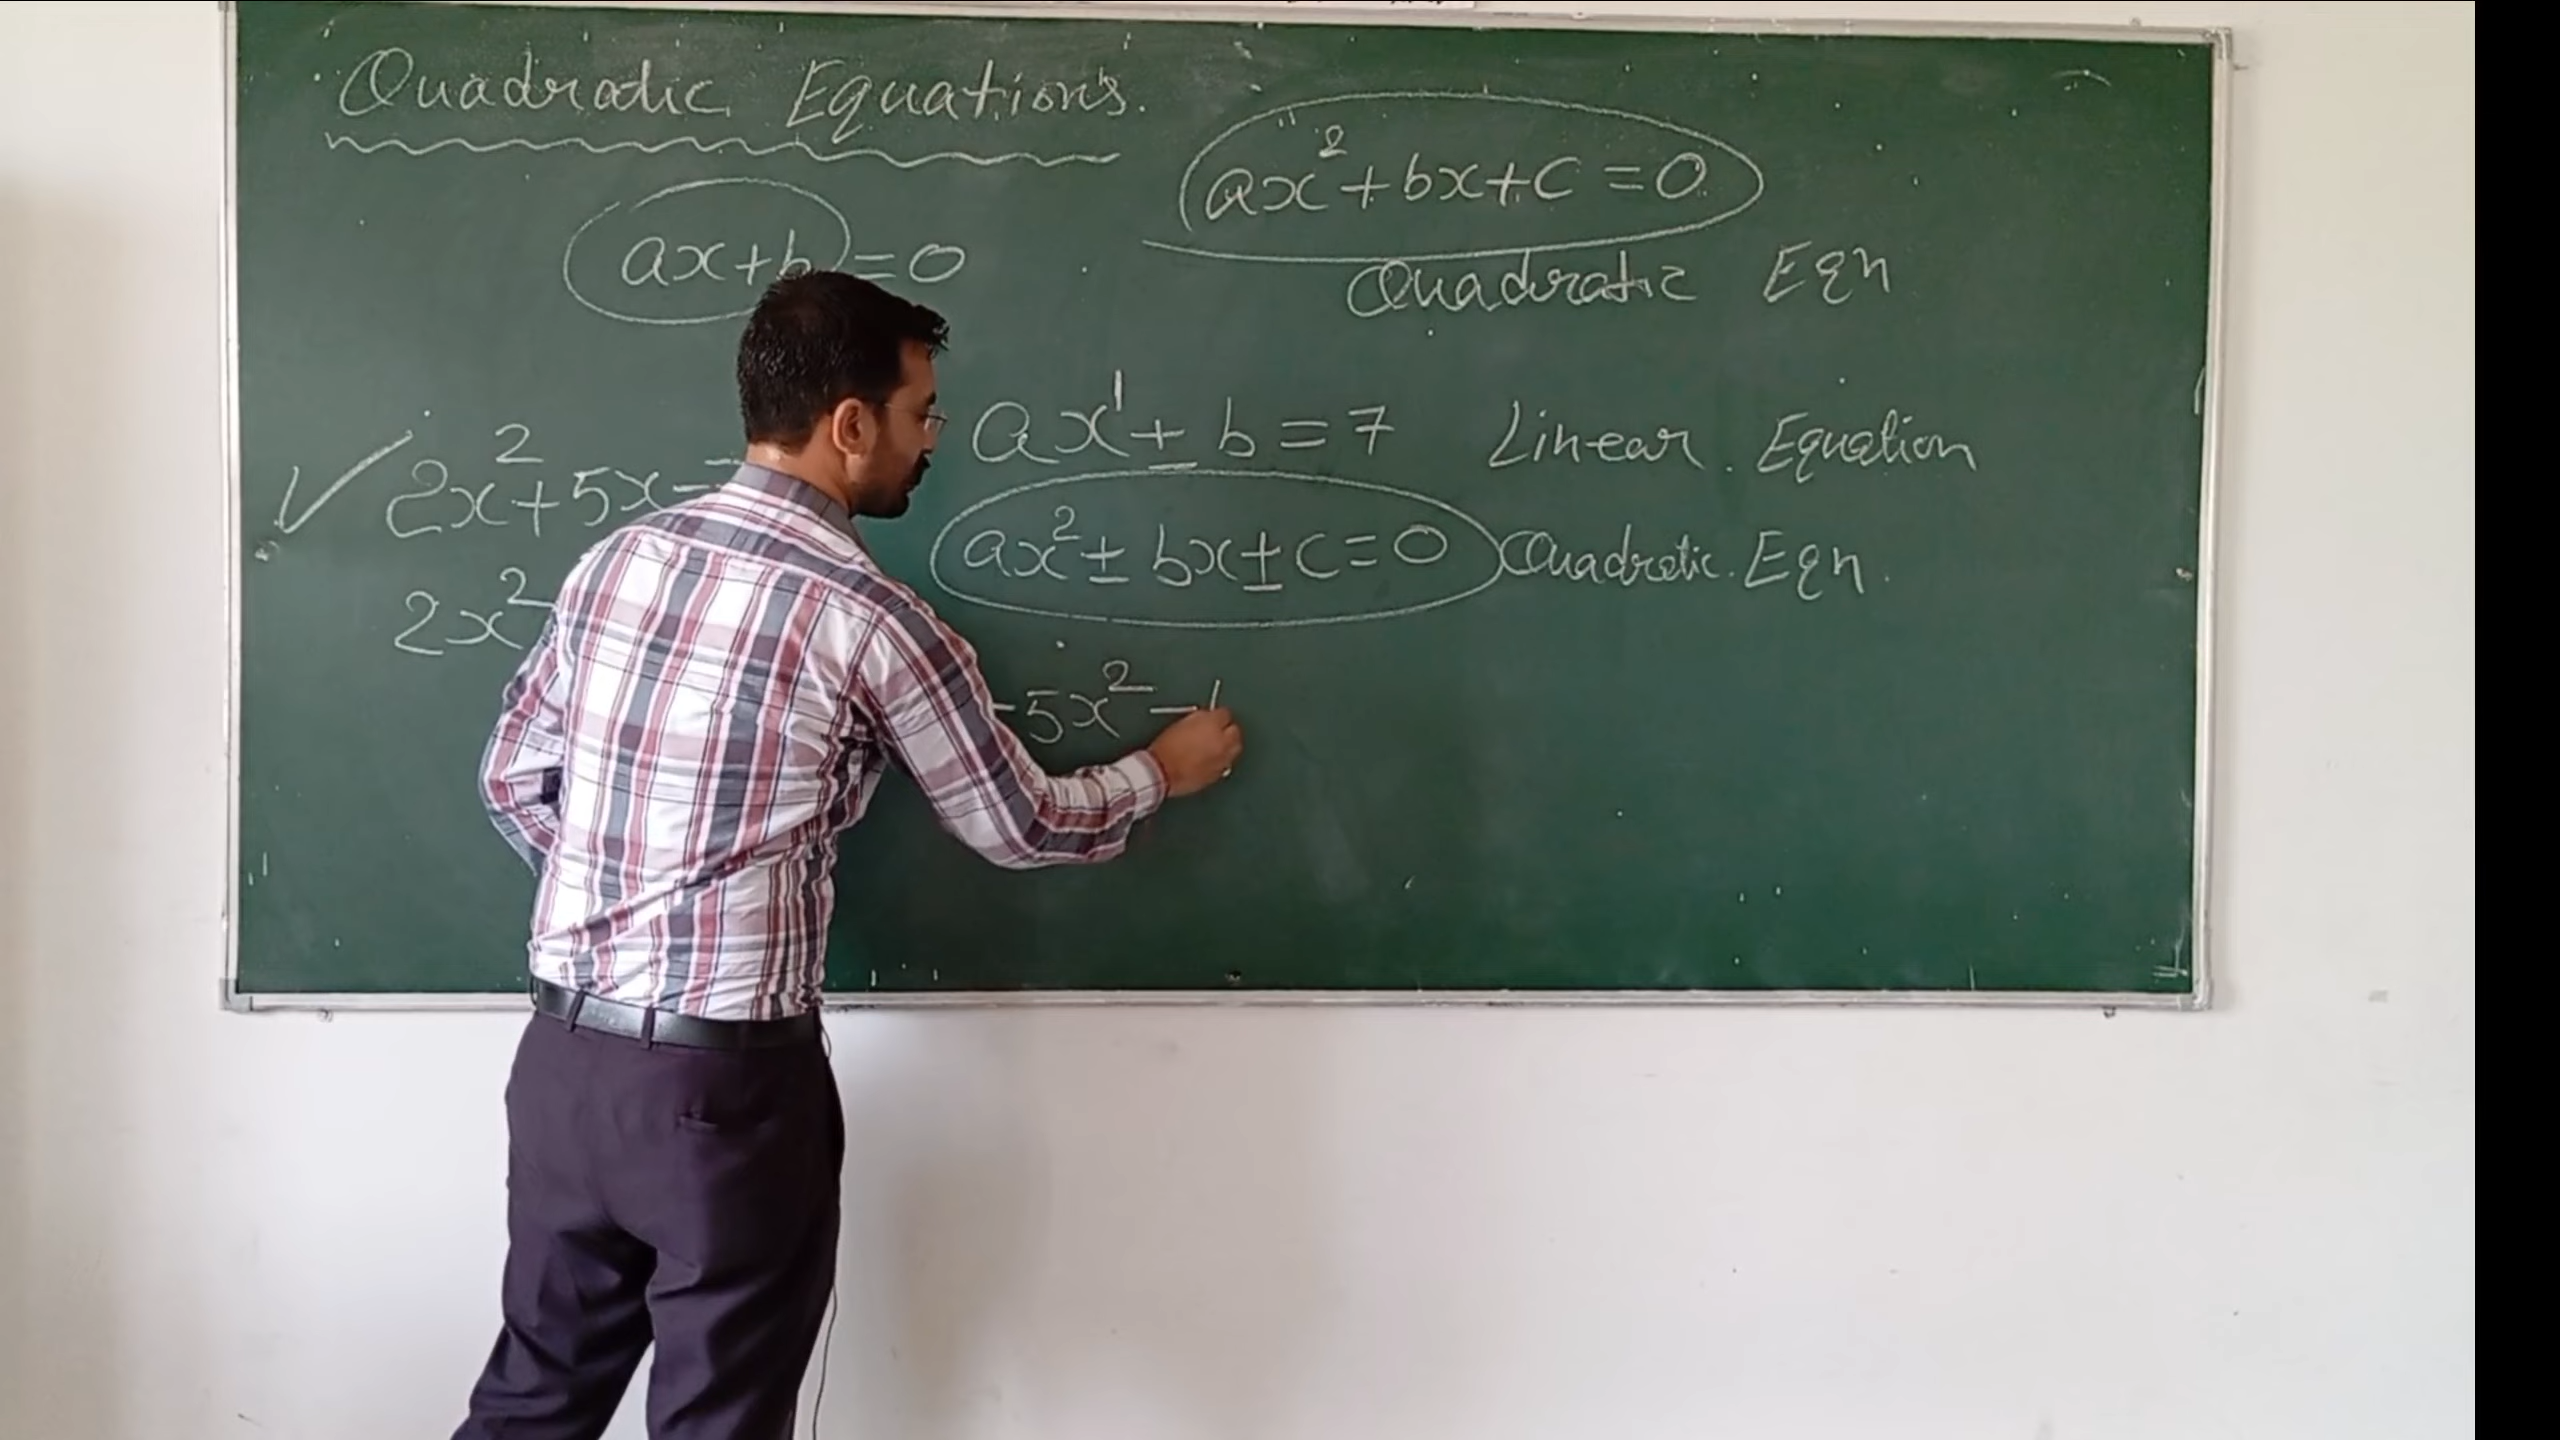 Quadratic Equations.
ax² + bx + c = 0
ax + b = 0
Quadratic Eqn
ax¹ ± b = 7 Linear. Equation
2x² + 5x -
ax² ± bx ± c = 0 Quadratic. Eqn.
2x²
-5x² -